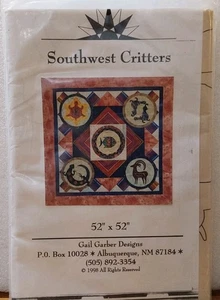 Southwest Critters
52" x 52"
Gail Garber Designs
P.O. Box 10028 ✶ Albuquerque, NM 87184 ✶
(505) 892-3354
© 1998 All Rights Reserved